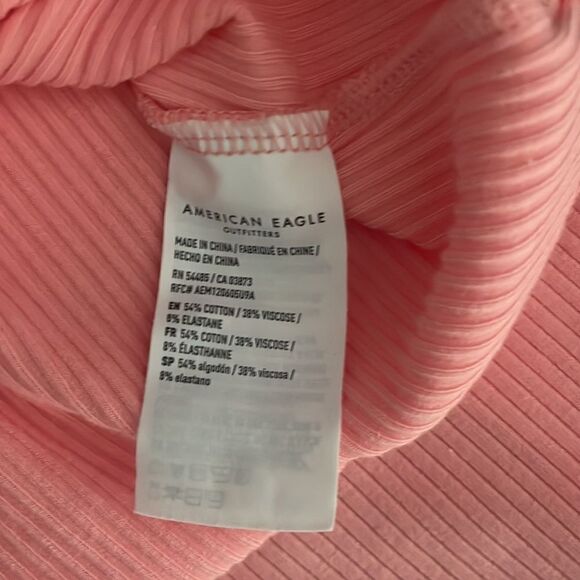 AMERICAN EAGLE
OUTFITTERS
MADE IN CHINA / FABRIQUÉ EN CHINE /
HECHO EN CHINA
RN 54485 / CA 03873
RFC# AEM120605U9A
EN 54% COTTON / 38% VISCOSE /
8% ELASTANE
FR 54% COTON / 38% VISCOSE /
8% ÉLASTHANNE
SP 54% algodón / 38% viscosa /
8% elastano